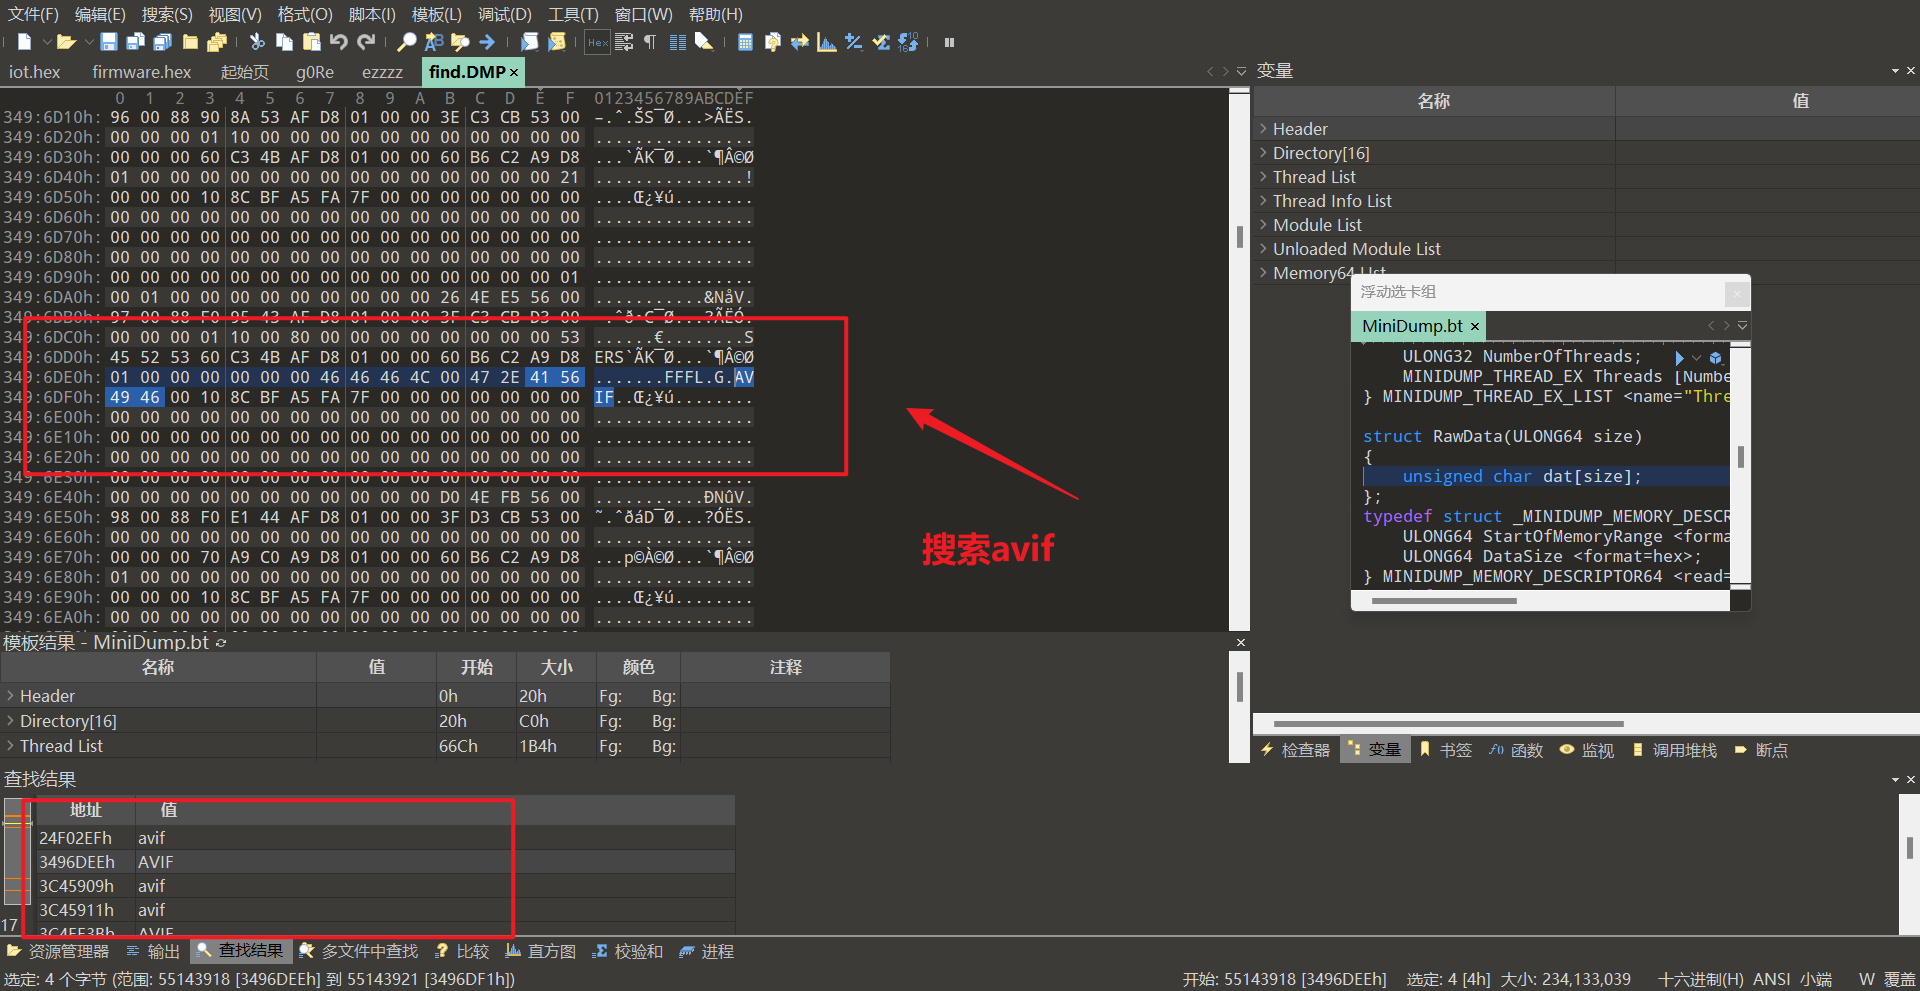 文件(F) 编辑(E) 搜索(S) 视图(V) 格式(O) 脚本(I) 模板(L) 调试(D) 工具(T) 窗口(W) 帮助(H)
iot.hex firmware.hex 起始页 g0Re ezzzz find.DMP ×
0 1 2 3 4 5 6 7 8 9 A B C D E F 0123456789ABCDEF
349:6D10h: 96 00 88 90 8A 53 AF D8 01 00 00 3E C3 CB 53 00 –.ˆ.ŠS¯Ø...>ÃËS.
349:6D20h: 00 00 00 01 10 00 00 00 00 00 00 00 00 00 00 00 ................
349:6D30h: 00 00 00 60 C3 4B AF D8 01 00 00 60 B6 C2 A9 D8 ...`ÃK¯Ø...`¶Â©Ø
349:6D40h: 01 00 00 00 00 00 00 00 00 00 00 00 00 00 00 21 ...............!
349:6D50h: 00 00 00 10 8C BF A5 FA 7F 00 00 00 00 00 00 00 ....Œ¿¥ú........
349:6D60h: 00 00 00 00 00 00 00 00 00 00 00 00 00 00 00 00 ................
349:6D70h: 00 00 00 00 00 00 00 00 00 00 00 00 00 00 00 00 ................
349:6D80h: 00 00 00 00 00 00 00 00 00 00 00 00 00 00 00 00 ................
349:6D90h: 00 00 00 00 00 00 00 00 00 00 00 00 00 00 00 01 ................
349:6DA0h: 00 01 00 00 00 00 00 00 00 00 00 26 4E E5 56 00 ...........&NåV.
349:6DB0h: 97 00 88 F0 95 43 AF D8 01 00 00 3F C3 CB D3 00 .ˆð•C¯Ø...?ÃËÓ.
349:6DC0h: 00 00 00 01 10 00 80 00 00 00 00 00 00 00 00 53 ......€........S
349:6DD0h: 45 52 53 60 C3 4B AF D8 01 00 00 60 B6 C2 A9 D8 ERS`ÃK¯Ø...`¶Â©Ø
349:6DE0h: 01 00 00 00 00 00 00 46 46 46 4C 00 47 2E 41 56 .......FFFL.G.AV
349:6DF0h: 49 46 00 10 8C BF A5 FA 7F 00 00 00 00 00 00 00 IF..Œ¿¥ú........
349:6E00h: 00 00 00 00 00 00 00 00 00 00 00 00 00 00 00 00 ................
349:6E10h: 00 00 00 00 00 00 00 00 00 00 00 00 00 00 00 00 ................
349:6E20h: 00 00 00 00 00 00 00 00 00 00 00 00 00 00 00 00 ................
349:6E30h: 00 00 00 00 00 00 00 00 00 00 00 00 00 00 00 00 ................
349:6E40h: 00 00 00 00 00 00 00 00 00 00 00 D0 4E FB 56 00 ...........ÐNûV.
349:6E50h: 98 00 88 F0 E1 44 AF D8 01 00 00 3F D3 CB 53 00 ˜.ˆðáD¯Ø...?ÓËS.
349:6E60h: 00 00 00 00 00 00 00 00 00 00 00 00 00 00 00 00 ................
349:6E70h: 00 00 00 70 A9 C0 A9 D8 01 00 00 60 B6 C2 A9 D8 ...p©À©Ø...`¶Â©Ø
349:6E80h: 01 00 00 00 00 00 00 00 00 00 00 00 00 00 00 00 ................
349:6E90h: 00 00 00 10 8C BF A5 FA 7F 00 00 00 00 00 00 00 ....Œ¿¥ú........
349:6EA0h: 00 00 00 00 00 00 00 00 00 00 00 00 00 00 00 00 ................
搜索avif
模板结果 - MiniDump.bt
名称 值 开始 大小 颜色 注释
Header 0h 20h Fg: Bg:
Directory[16] 20h C0h Fg: Bg:
Thread List 66Ch 1B4h Fg: Bg:
查找结果
地址 值
24F02EFh avif
3496DEEh AVIF
3C45909h avif
3C45911h avif
3C4EF3Bh AVIF
17
资源管理器 输出 查找结果 多文件中查找 比较 直方图 校验和 进程
变量
名称 值
Header
Directory[16]
Thread List
Thread Info List
Module List
Unloaded Module List
Memory64 List
浮动选卡组
MiniDump.bt ×
ULONG32 NumberOfThreads;
MINIDUMP_THREAD_EX Threads [Numbe
} MINIDUMP_THREAD_EX_LIST <name="Thre
struct RawData(ULONG64 size)
{
unsigned char dat[size];
};
typedef struct _MINIDUMP_MEMORY_DESCR
ULONG64 StartOfMemoryRange <forma
ULONG64 DataSize <format=hex>;
} MINIDUMP_MEMORY_DESCRIPTOR64 <read=
检查器 变量 书签 函数 监视 调用堆栈 断点
选定: 4 个字节 (范围: 55143918 [3496DEEh] 到 55143921 [3496DF1h]) 开始: 55143918 [3496DEEh] 选定: 4 [4h] 大小: 234,133,039 十六进制(H) ANSI 小端 W 覆盖